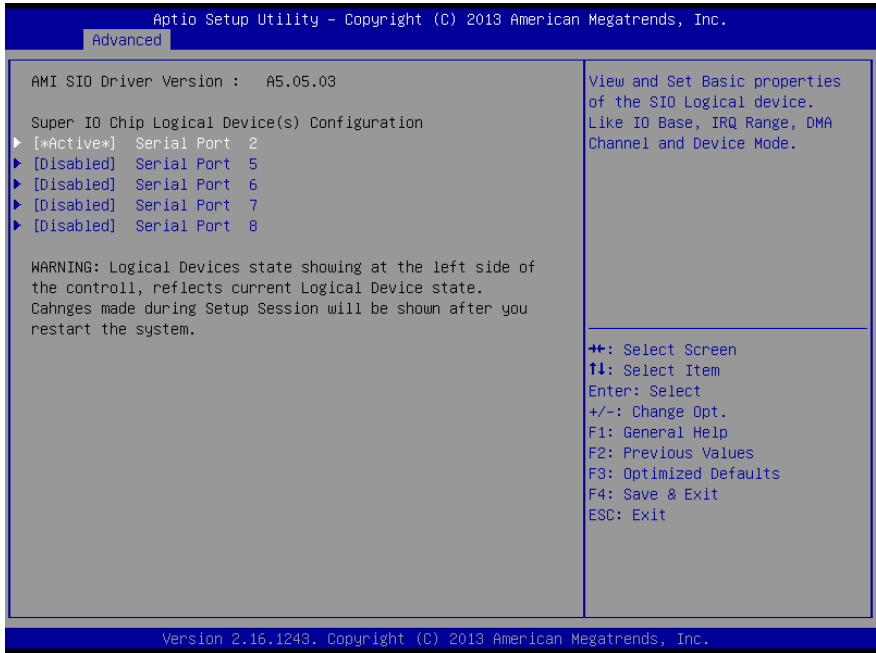 Aptio Setup Utility – Copyright (C) 2013 American Megatrends, Inc.
Advanced
AMI SIO Driver Version :   A5.05.03
Super IO Chip Logical Device(s) Configuration
[*Active*]  Serial Port  2
[Disabled]  Serial Port  5
[Disabled]  Serial Port  6
[Disabled]  Serial Port  7
[Disabled]  Serial Port  8
WARNING: Logical Devices state showing at the left side of
the controll, reflects current Logical Device state.
Cahnges made during Setup Session will be shown after you
restart the system.
View and Set Basic properties
of the SIO Logical device.
Like IO Base, IRQ Range, DMA
Channel and Device Mode.
→←: Select Screen
↑↓: Select Item
Enter: Select
+/-: Change Opt.
F1: General Help
F2: Previous Values
F3: Optimized Defaults
F4: Save & Exit
ESC: Exit
Version 2.16.1243. Copyright (C) 2013 American Megatrends, Inc.